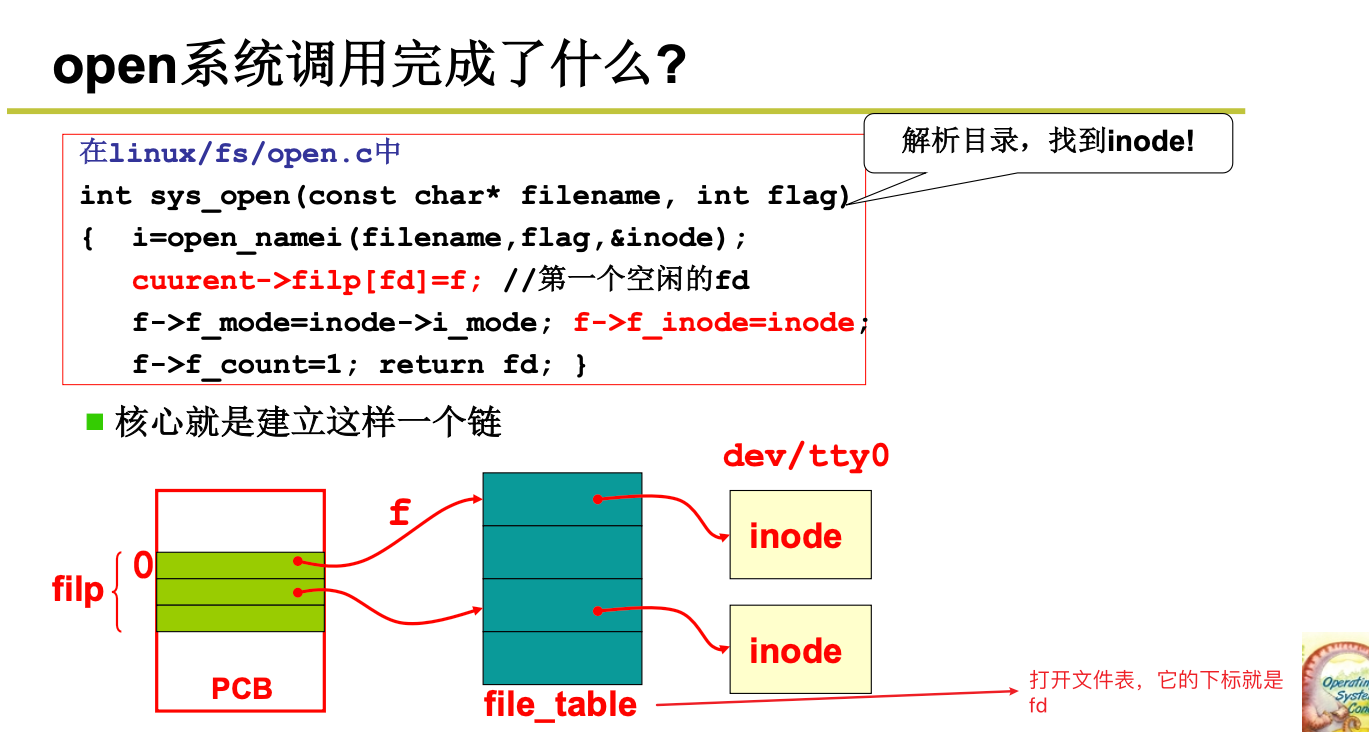 open系统调用完成了什么?
解析目录，找到inode!
在linux/fs/open.c中
int sys_open(const char* filename, int flag)
{ i=open_namei(filename,flag,&inode);
cuurent->filp[fd]=f; //第一个空闲的fd
f->f_mode=inode->i_mode; f->f_inode=inode;
f->f_count=1; return fd; }
核心就是建立这样一个链
dev/tty0
f
inode
0
filp
inode
PCB
file_table
打开文件表，它的下标就是
fd